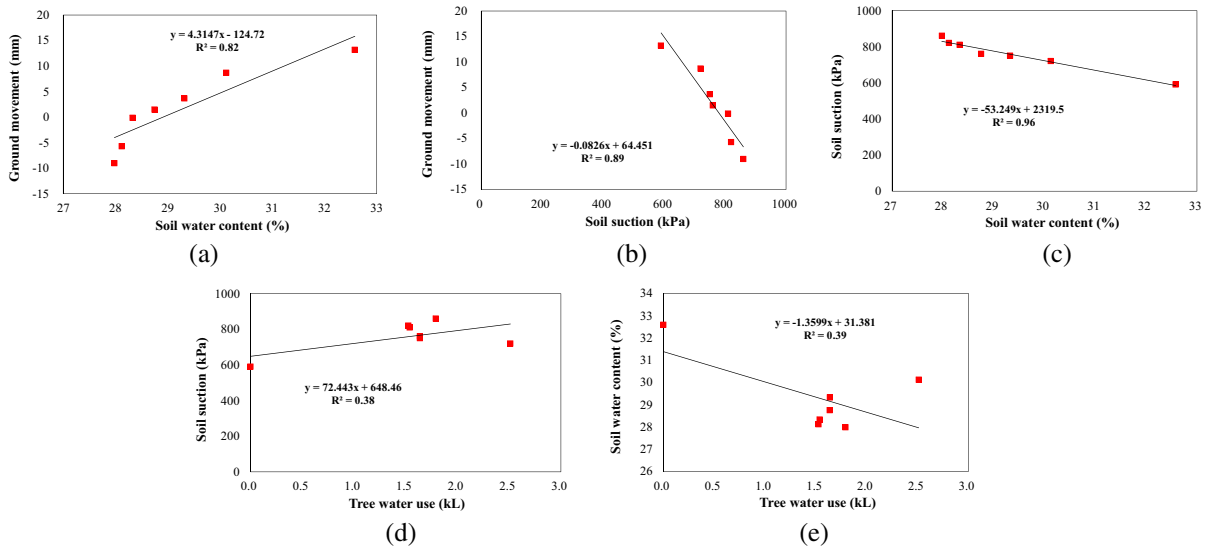 20
15
10
5
0
-5
-10
-15
27
28
29
30
31
32
33
y = 4.3147x - 124.72
R² = 0.82
Ground movement (mm)
Soil water content (%)
(a)
20
15
10
5
0
-5
-10
-15
0
200
400
600
800
1000
y = -0.0826x + 64.451
R² = 0.89
Ground movement (mm)
Soil suction (kPa)
(b)
1000
800
600
400
200
0
27
28
29
30
31
32
33
y = -53.249x + 2319.5
R² = 0.96
Soil suction (kPa)
Soil water content (%)
(c)
1000
800
600
400
200
0
0.0
0.5
1.0
1.5
2.0
2.5
3.0
y = 72.443x + 648.46
R² = 0.38
Soil suction (kPa)
Tree water use (kL)
(d)
34
33
32
31
30
29
28
27
26
0.0
0.5
1.0
1.5
2.0
2.5
3.0
y = -1.3599x + 31.381
R² = 0.39
Soil water content (%)
Tree water use (kL)
(e)